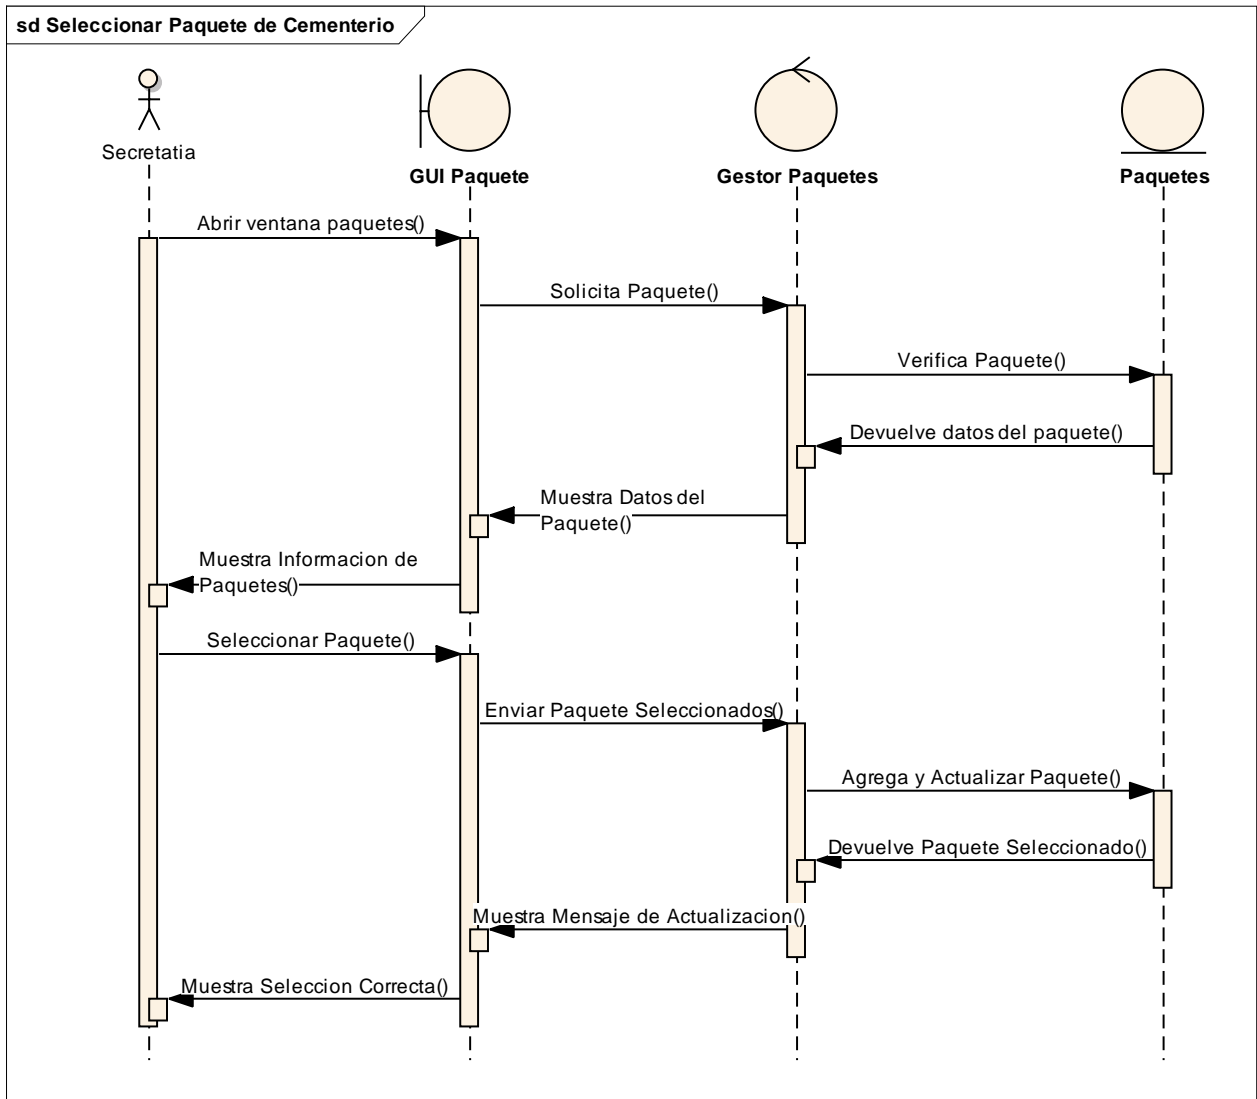 sd Seleccionar Paquete de Cementerio
Secretatia
GUI Paquete
Gestor Paquetes
Paquetes
Abrir ventana paquetes()
Solicita Paquete()
Verifica Paquete()
Devuelve datos del paquete()
Muestra Datos del
Paquete()
Muestra Informacion de
Paquetes()
Seleccionar Paquete()
Enviar Paquete Seleccionados()
Agrega y Actualizar Paquete()
Devuelve Paquete Seleccionado()
Muestra Mensaje de Actualizacion()
Muestra Seleccion Correcta()